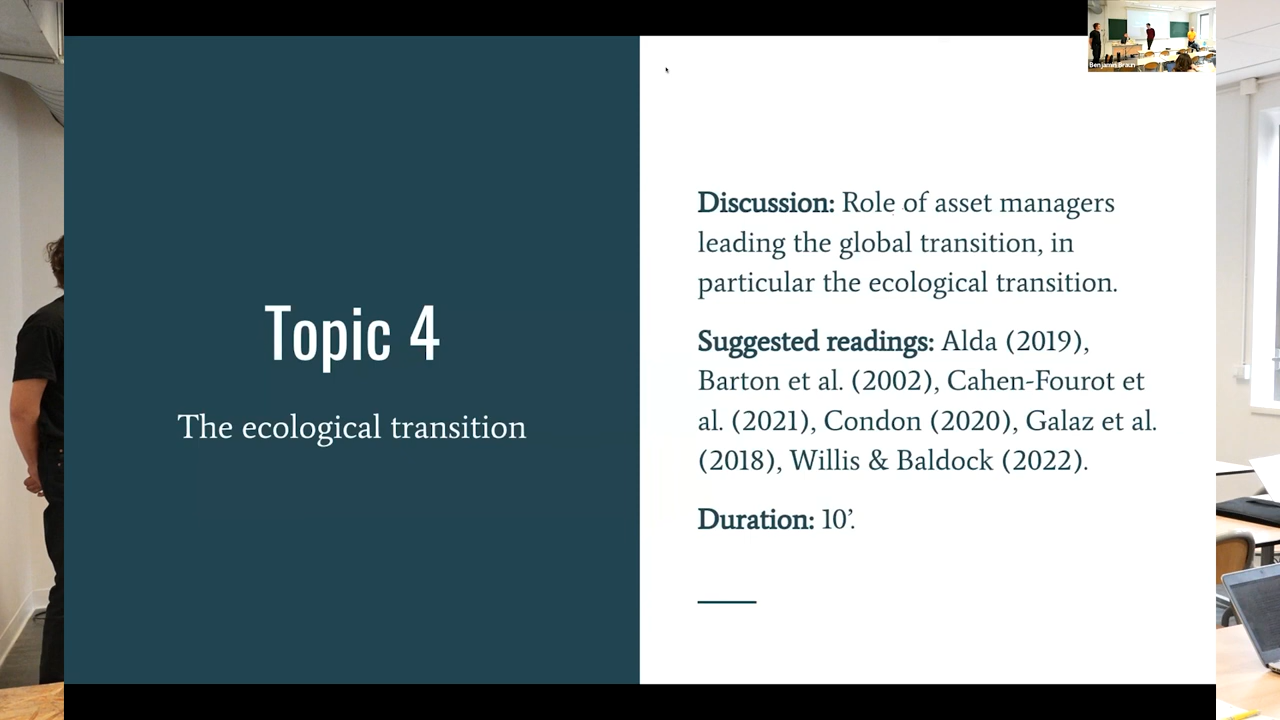 Benjamin Braun
Topic 4
The ecological transition
Discussion: Role of asset managers
leading the global transition, in
particular the ecological transition.
Suggested readings: Alda (2019),
Barton et al. (2002), Cahen-Fourot et
al. (2021), Condon (2020), Galaz et al.
(2018), Willis & Baldock (2022).
Duration: 10’.